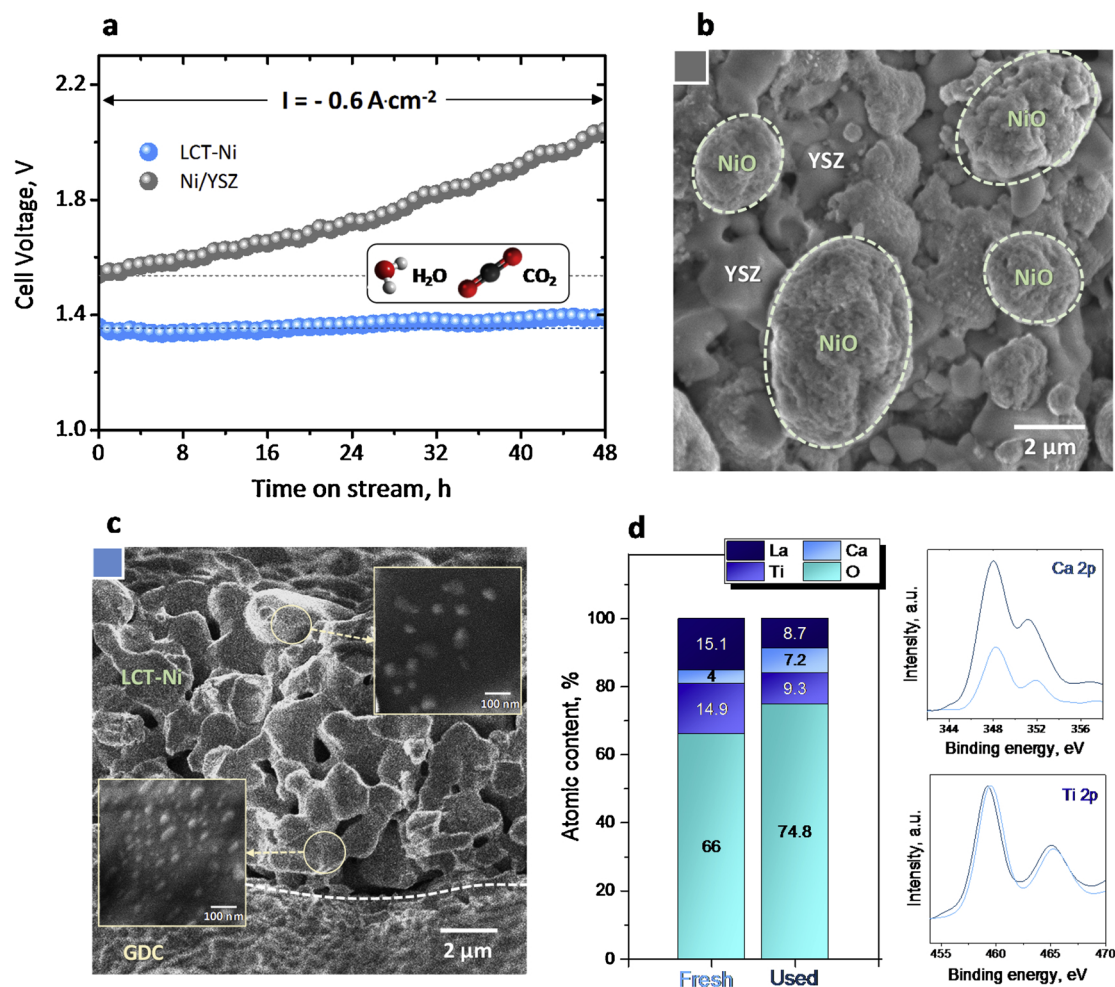 a
2.2
2.0
1.8
1.6
1.4
1.0
Cell Voltage, V
I = - 0.6 A·cm-2
LCT-Ni
Ni/YSZ
H2O
CO2
0 8 16 24 32 40 48
Time on stream, h
b
NiO
NiO
YSZ
YSZ
NiO
NiO
2 µm
c
LCT-Ni
100 nm
100 nm
GDC
2 µm
d
La Ca
Ti O
Atomic content, %
100
80
60
40
20
0
15.1
4
14.9
66
8.7
7.2
9.3
74.8
Fresh Used
Ca 2p
Intensity, a.u.
344 348 352 356
Binding energy, eV
Ti 2p
Intensity, a.u.
455 460 465 470
Binding energy, eV